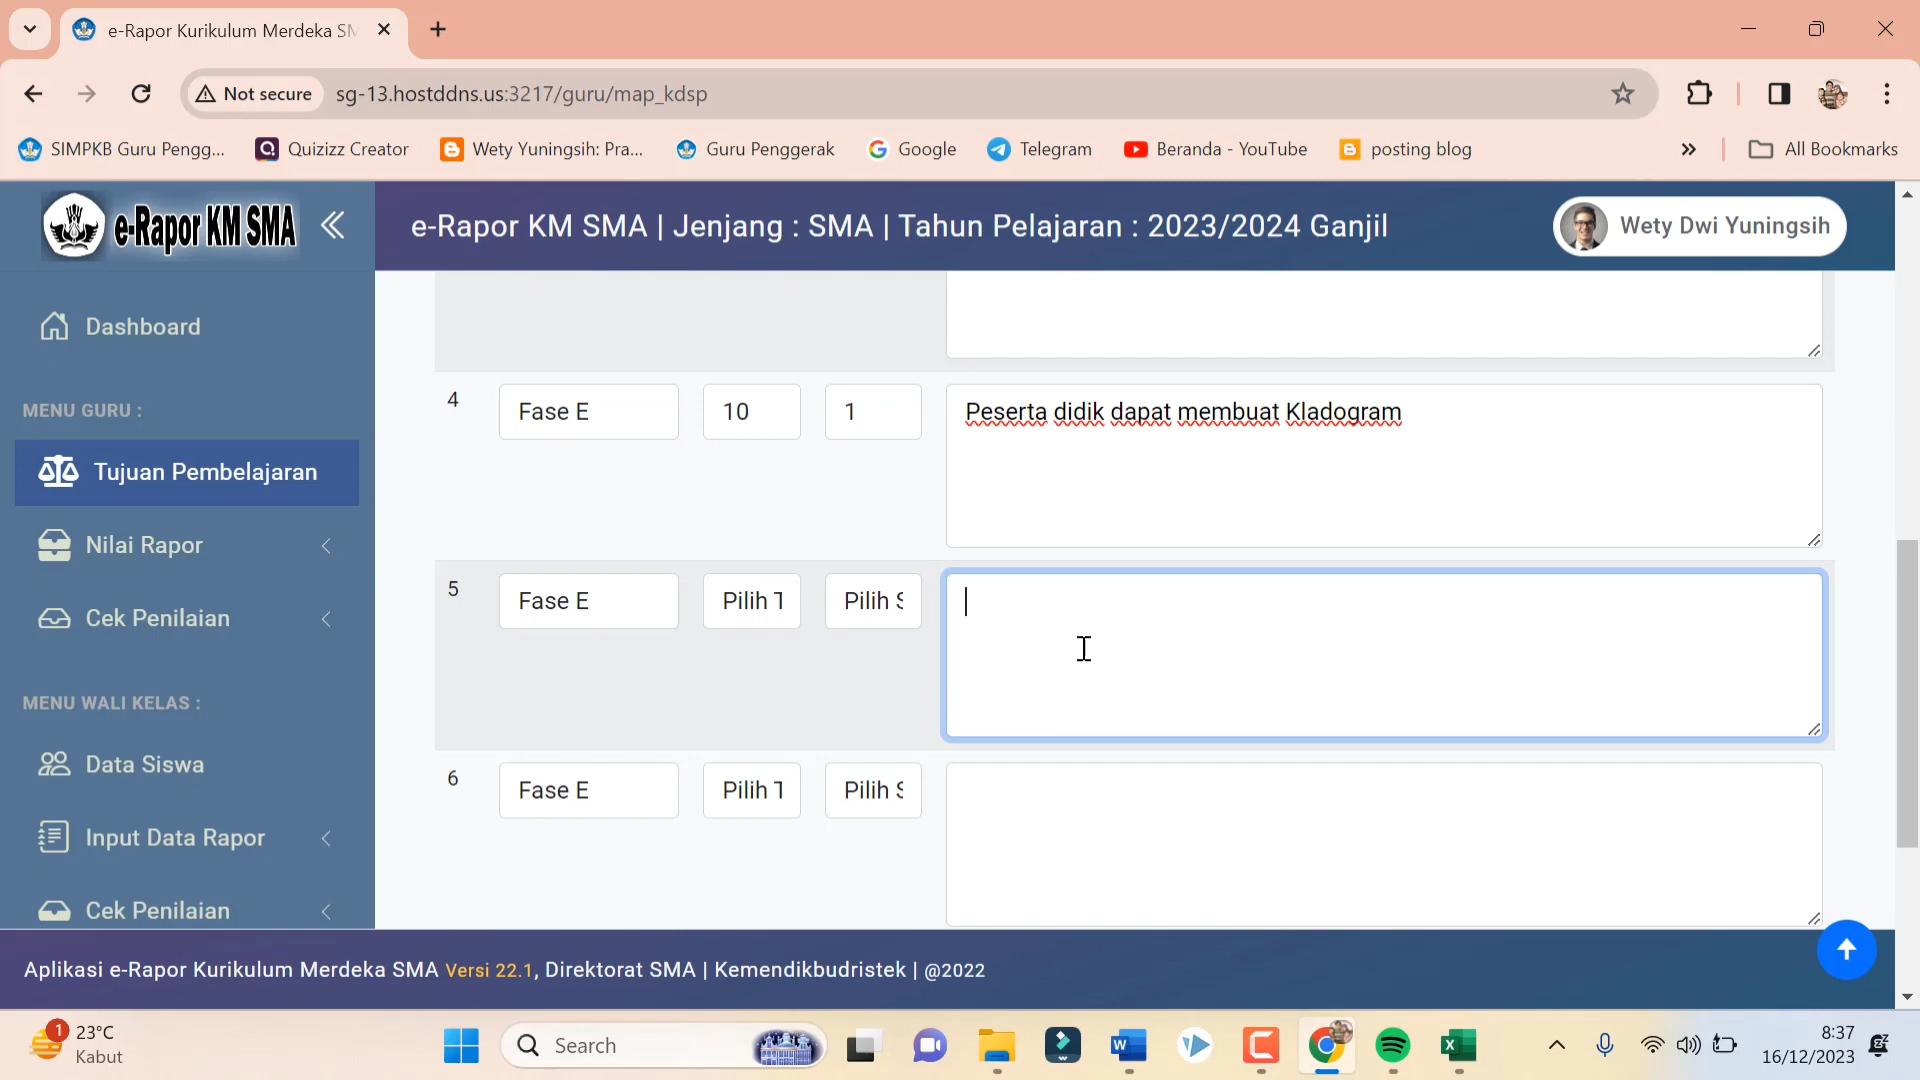 e-Rapor Kurikulum Merdeka SM
Not secure
sg-13.hostddns.us:3217/guru/map_kdsp
SIMPKB Guru Pengg...
Quizizz Creator
Wety Yuningsih: Pra...
Guru Penggerak
Google
Telegram
Beranda - YouTube
posting blog
»
All Bookmarks
e-Rapor KM SMA
e-Rapor KM SMA | Jenjang : SMA | Tahun Pelajaran : 2023/2024 Ganjil
Wety Dwi Yuningsih
Dashboard
MENU GURU :
Tujuan Pembelajaran
Nilai Rapor
Cek Penilaian
MENU WALI KELAS :
Data Siswa
Input Data Rapor
Cek Penilaian
4 Fase E 10 1 Peserta didik dapat membuat Kladogram
5 Fase E Pilih T Pilih S
6 Fase E Pilih T Pilih S
Aplikasi e-Rapor Kurikulum Merdeka SMA Versi 22.1, Direktorat SMA | Kemendikbudristek | @2022
1
23°C
Kabut
Search
8:37
16/12/2023